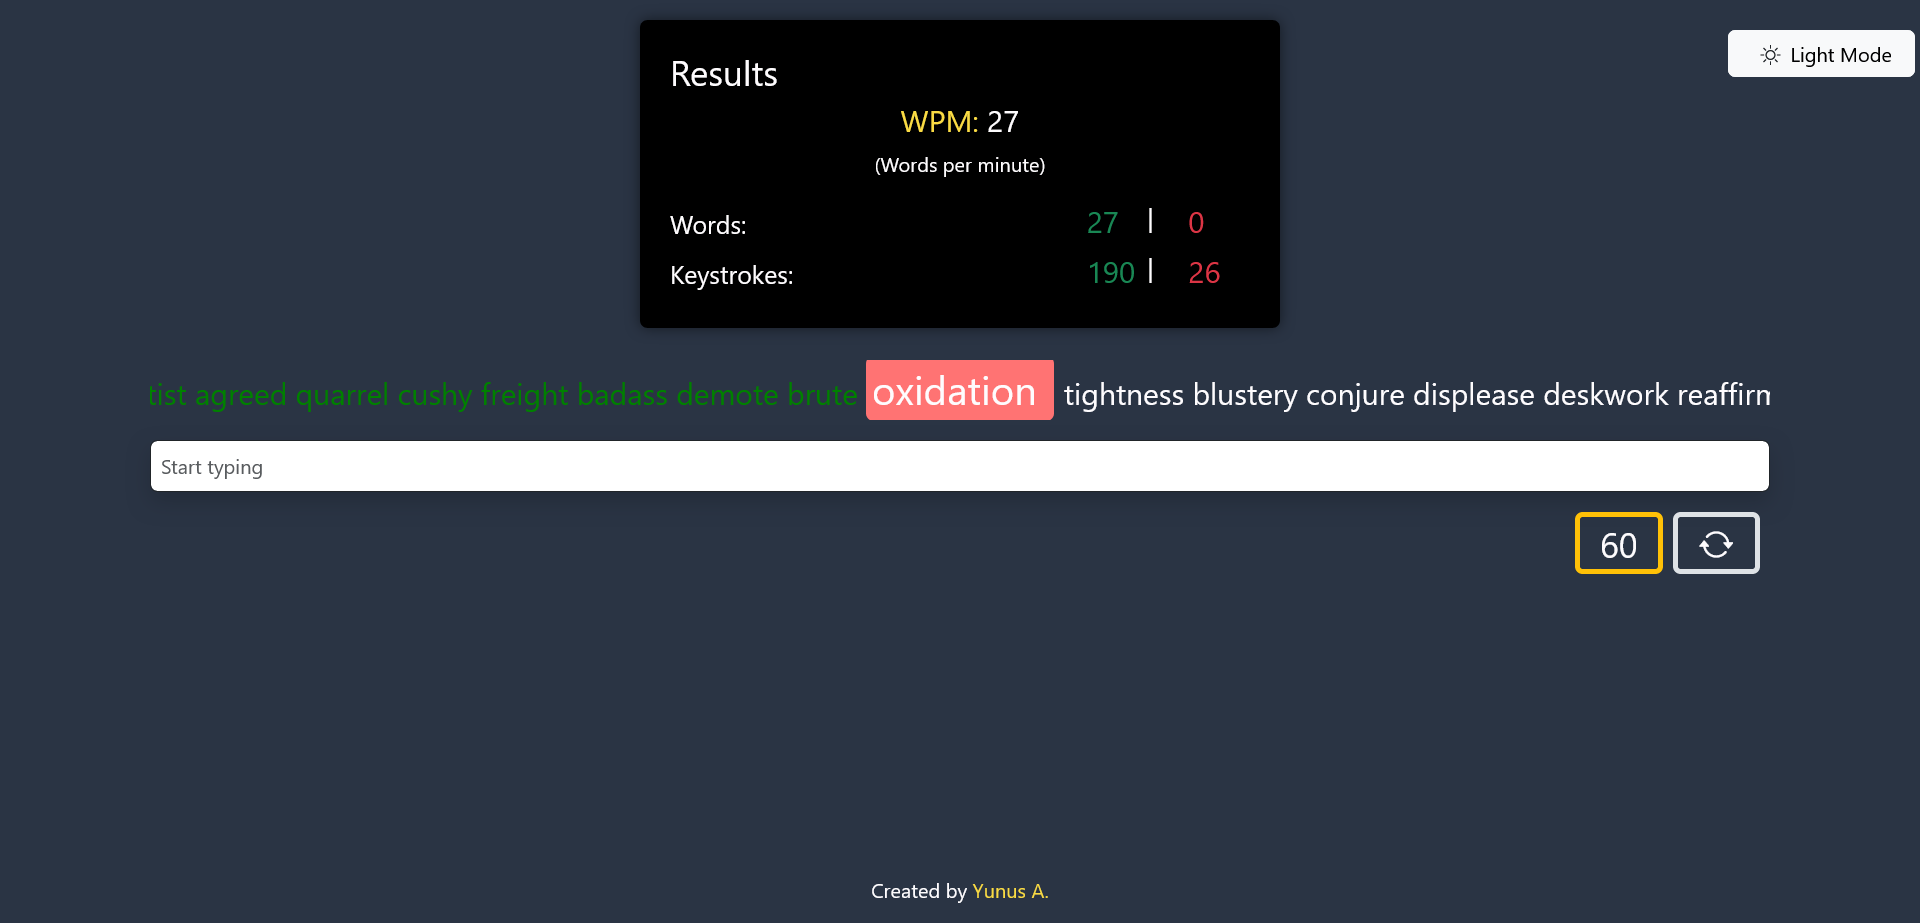 Results
Light Mode
WPM: 27
(Words per minute)
Words: 27 | 0
Keystrokes: 190 | 26
tist agreed quarrel cushy freight badass demote brute oxidation tightness blustery conjure displease deskwork reaffirm
Start typing
60
Created by Yunus A.